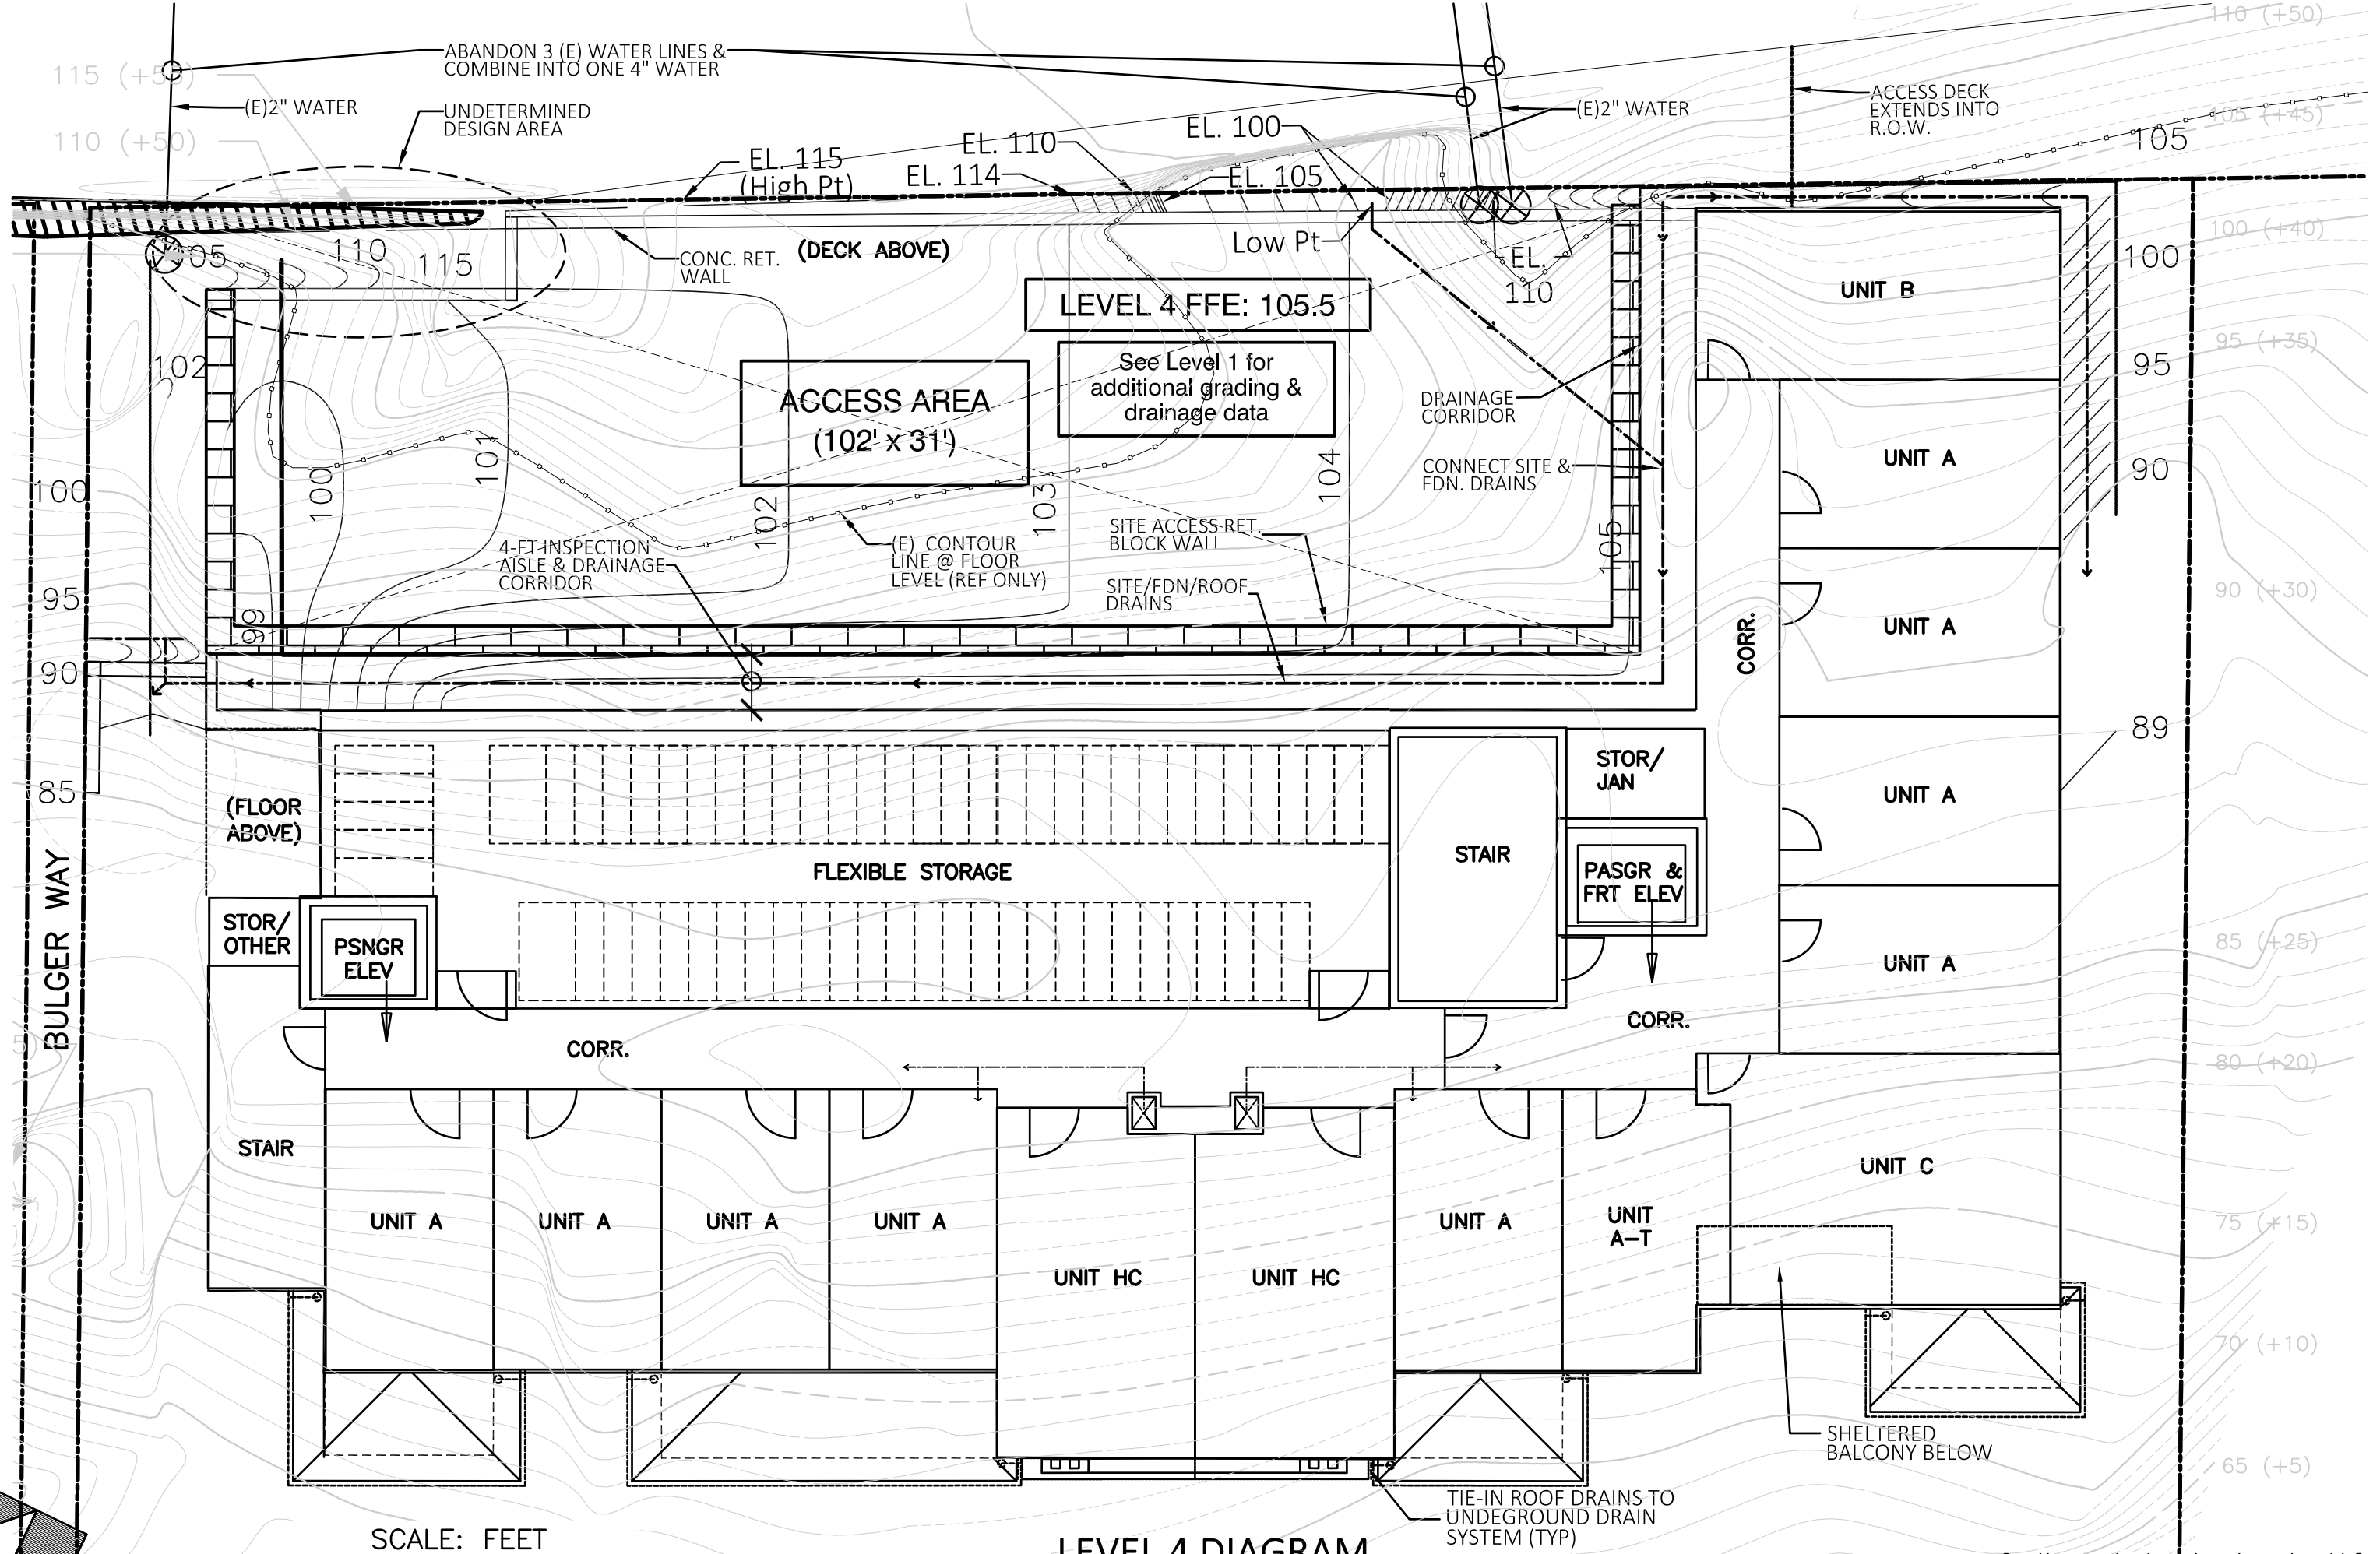 110 (+50)
ABANDON 3 (E) WATER LINES &
COMBINE INTO ONE 4" WATER
115 (+55)
(E)2" WATER
UNDETERMINED
DESIGN AREA
110 (+50)
EL. 115
(High Pt)
EL. 110
EL. 114
EL. 100
EL. 105
(E)2" WATER
ACCESS DECK
EXTENDS INTO
R.O.W.
105
105 (+45)
105
110
115
CONC. RET.
WALL
(DECK ABOVE)
Low Pt
EL.
110
100 (+40)
100
LEVEL 4 FFE: 105.5
UNIT B
102
ACCESS AREA
(102' x 31')
See Level 1 for
additional grading &
drainage data
DRAINAGE
CORRIDOR
95
95 (+35)
CONNECT SITE &
FDN. DRAINS
UNIT A
90
100
100
101
102
103
104
105
4-FT INSPECTION
AISLE & DRAINAGE
CORRIDOR
(E) CONTOUR
LINE @ FLOOR
LEVEL (REF ONLY)
SITE ACCESS RET.
BLOCK WALL
SITE/FDN/ROOF
DRAINS
95
99
90
CORR.
UNIT A
90 (+30)
89
85
(FLOOR
ABOVE)
STOR/
JAN
UNIT A
FLEXIBLE STORAGE
STAIR
PASGR &
FRT ELEV
BULGER WAY
STOR/
OTHER
PSNGR
ELEV
UNIT A
85 (+25)
CORR.
CORR.
80 (+20)
STAIR
UNIT C
UNIT A
UNIT A
UNIT A
UNIT A
UNIT HC
UNIT HC
UNIT A
UNIT
A-T
75 (+15)
70 (+10)
SHELTERED
BALCONY BELOW
65 (+5)
TIE-IN ROOF DRAINS TO
UNDEGROUND DRAIN
SYSTEM (TYP)
SCALE: FEET
LEVEL 4 DIAGRAM